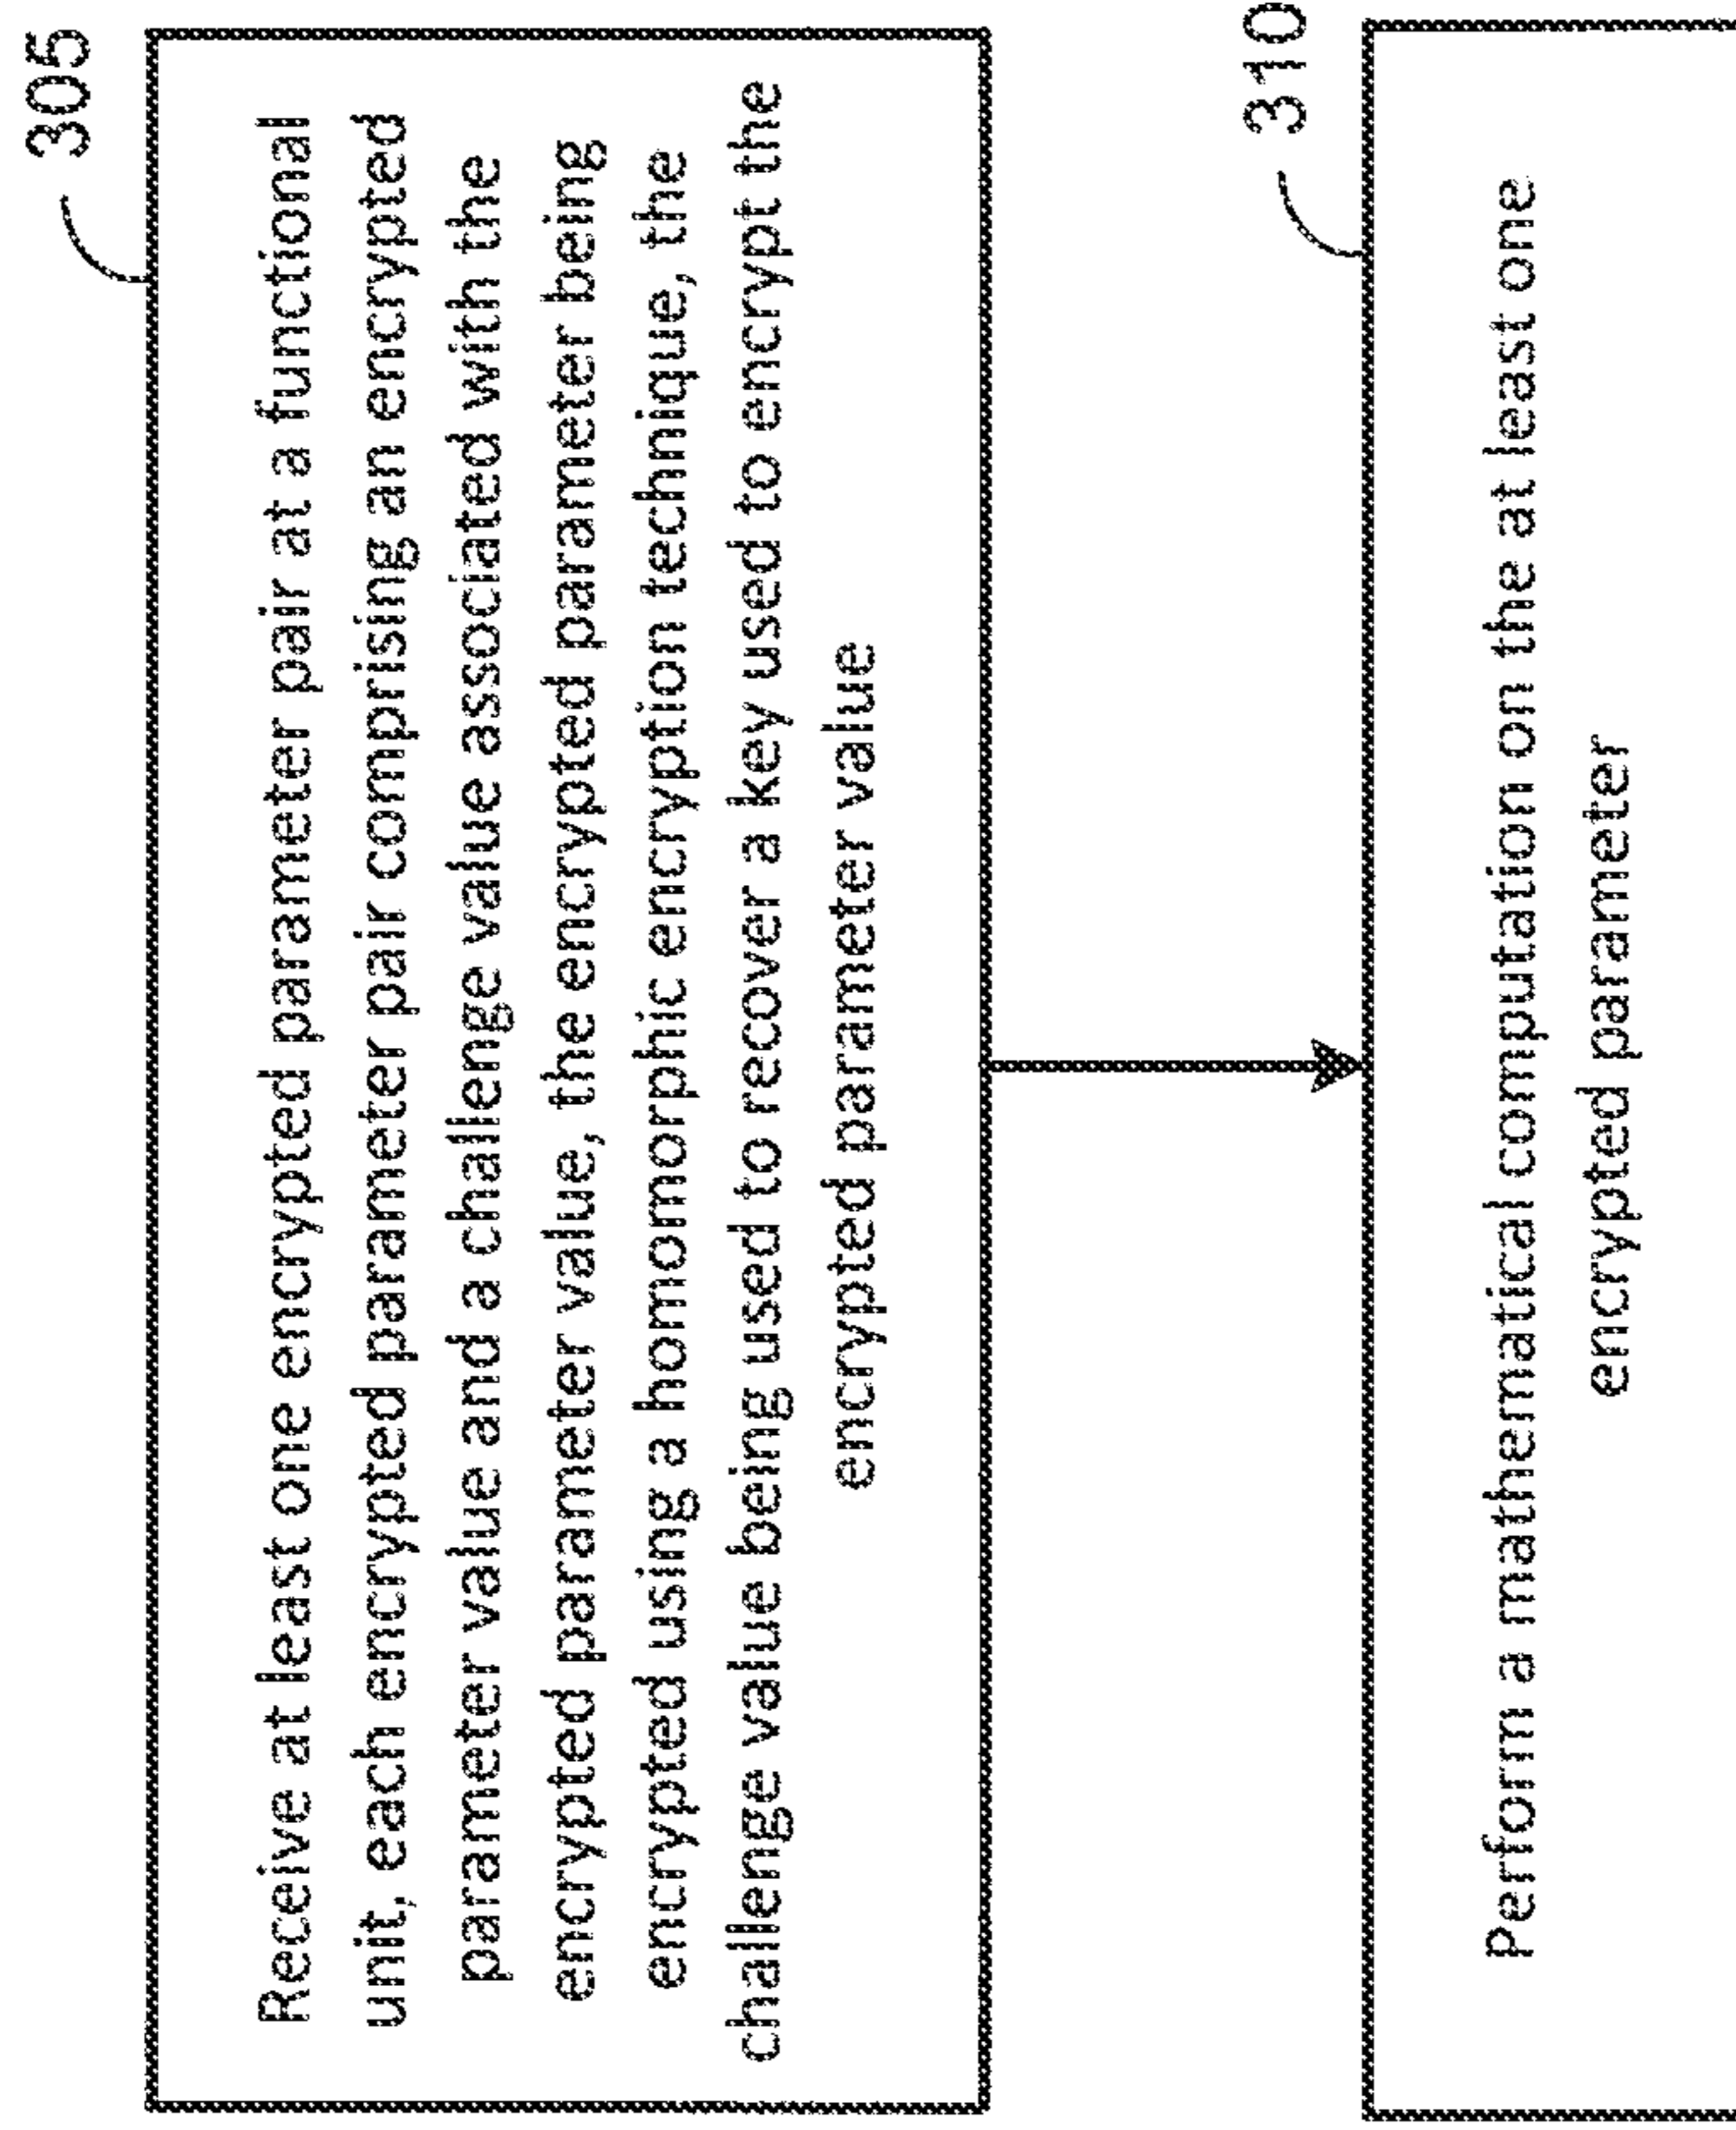 305
Receive at least one encrypted parameter pair at a functional
unit, each encrypted parameter pair comprising an encrypted
parameter value and a challenge value associated with the
encrypted parameter value, the encrypted parameter being
encrypted using a homomorphic encryption technique, the
challenge value being used to recover a key used to encrypt the
encrypted parameter value
310
Perform a mathematical computation on the at least one
encrypted parameter